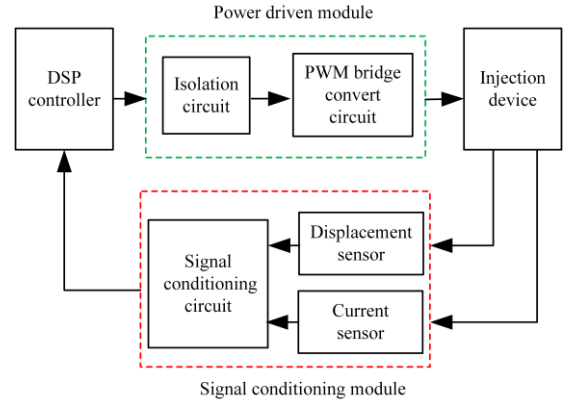 Power driven module
DSP
controller
Isolation
circuit
PWM bridge
convert
circuit
Injection
device
Signal
conditioning
circuit
Displacement
sensor
Current
sensor
Signal conditioning module